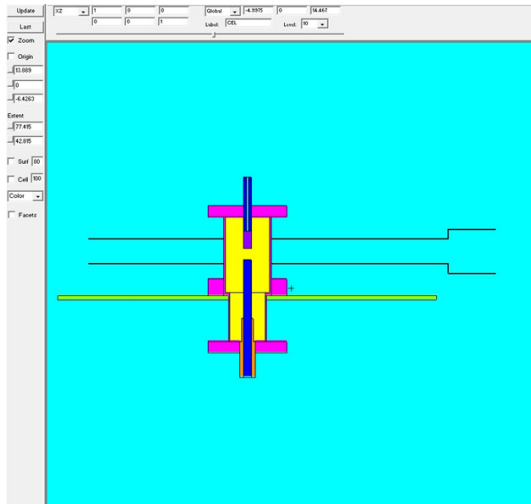 Update
XZ 1 0 0 Global -4.9975 0 14.467
Last
0 0 1 Label: CEL Level: 90
Zoom
Origin
13.889
0
-6.4263
Extent
77.415
42.815
Surf 80
Cell 100
Color
Facets